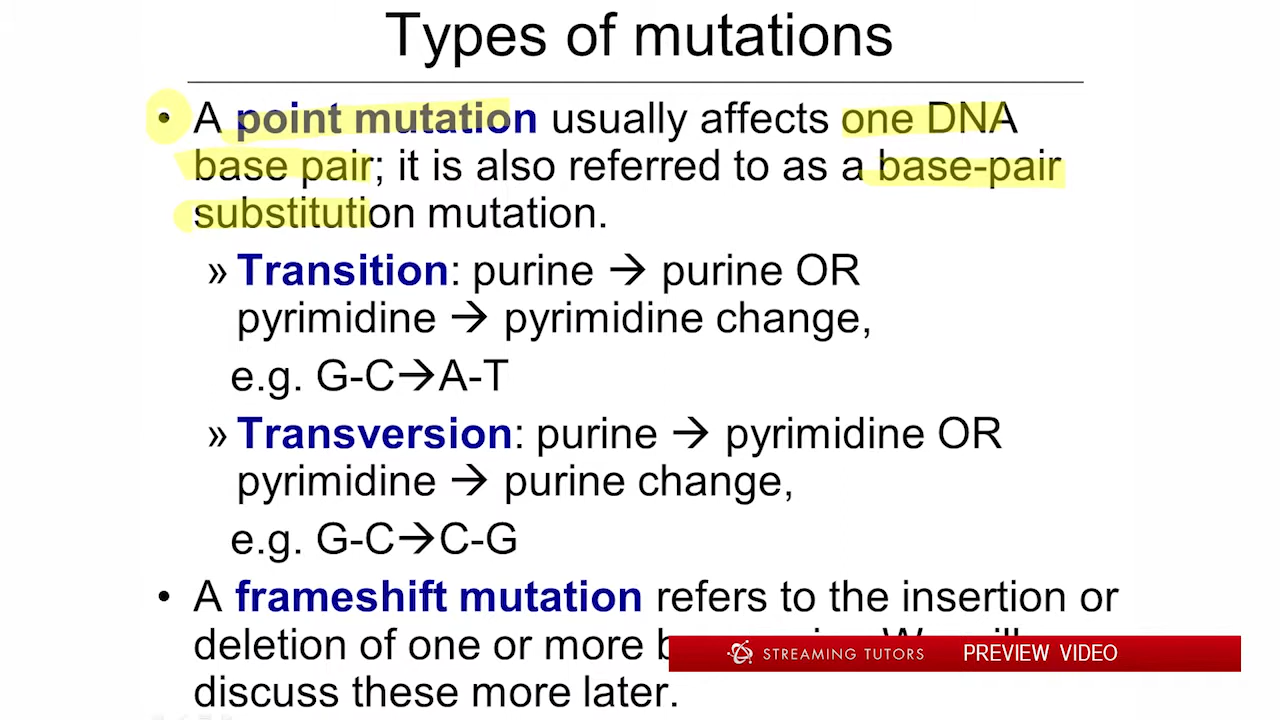 Types of mutations
• A point mutation usually affects one DNA
base pair; it is also referred to as a base-pair
substitution mutation.
» Transition: purine → purine OR
pyrimidine → pyrimidine change,
e.g. G-C→A-T
» Transversion: purine → pyrimidine OR
pyrimidine → purine change,
e.g. G-C→C-G
• A frameshift mutation refers to the insertion or
deletion of one or more
STREAMING TUTORS PREVIEW VIDEO
discuss these more later.